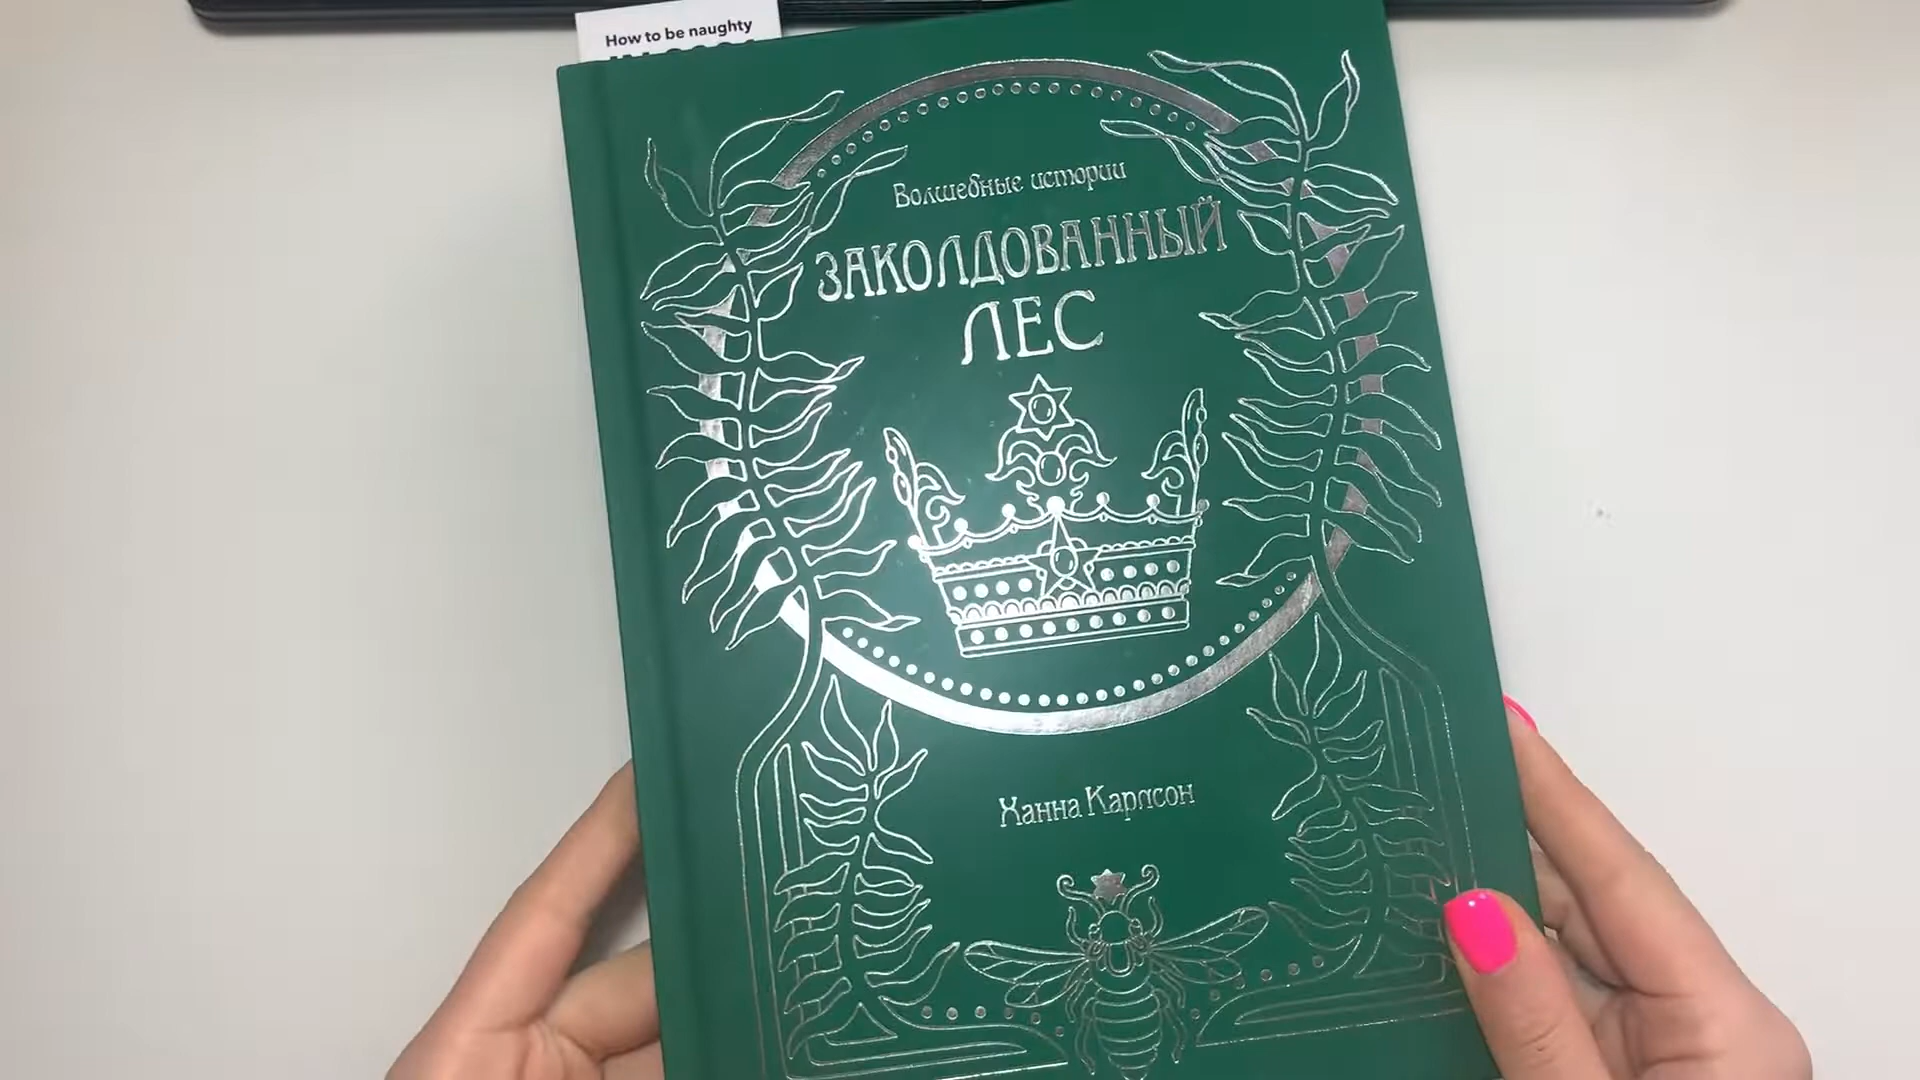 How to be naughty
Волшебные истории
ЗАКОЛДОВАННЫЙ
ЛЕС
Ханна Карлсон